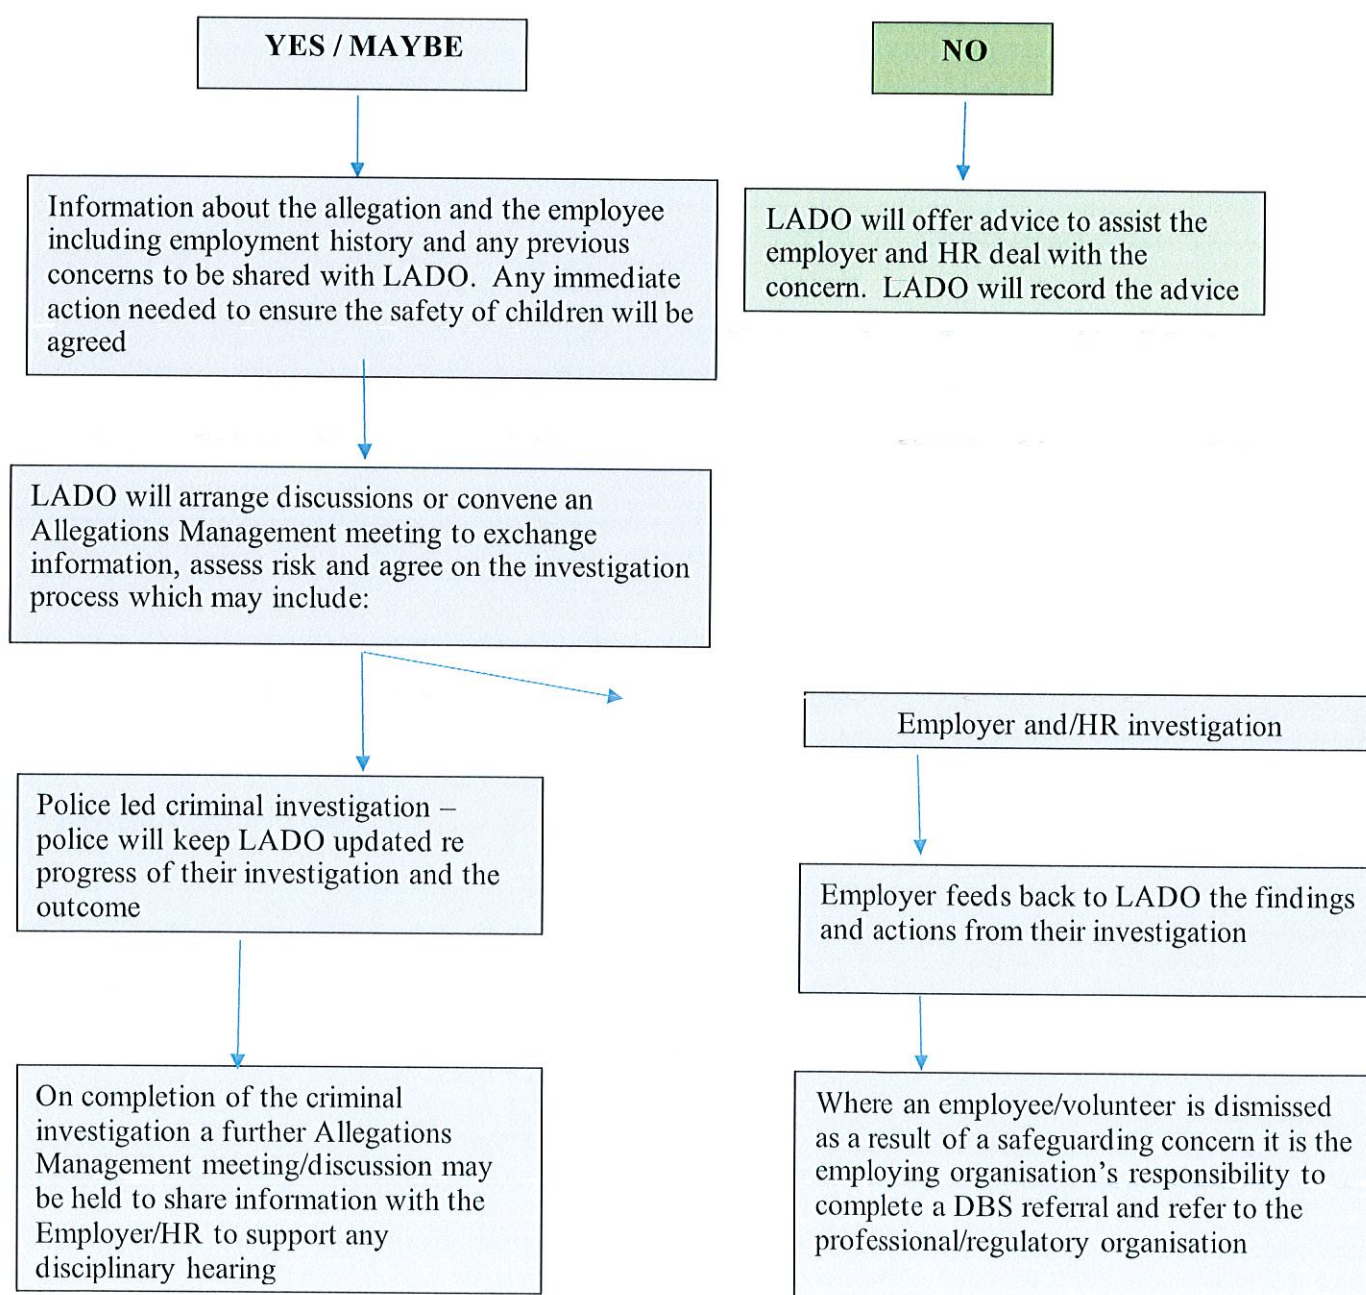 YES / MAYBE
NO
Information about the allegation and the employee
including employment history and any previous
concerns to be shared with LADO.  Any immediate
action needed to ensure the safety of children will be
agreed
LADO will offer advice to assist the
employer and HR deal with the
concern.  LADO will record the advice
LADO will arrange discussions or convene an
Allegations Management meeting to exchange
information, assess risk and agree on the investigation
process which may include:
Employer and/HR investigation
Police led criminal investigation –
police will keep LADO updated re
progress of their investigation and the
outcome
Employer feeds back to LADO the findings
and actions from their investigation
On completion of the criminal
investigation a further Allegations
Management meeting/discussion may
be held to share information with the
Employer/HR to support any
disciplinary hearing
Where an employee/volunteer is dismissed
as a result of a safeguarding concern it is the
employing organisation’s responsibility to
complete a DBS referral and refer to the
professional/regulatory organisation